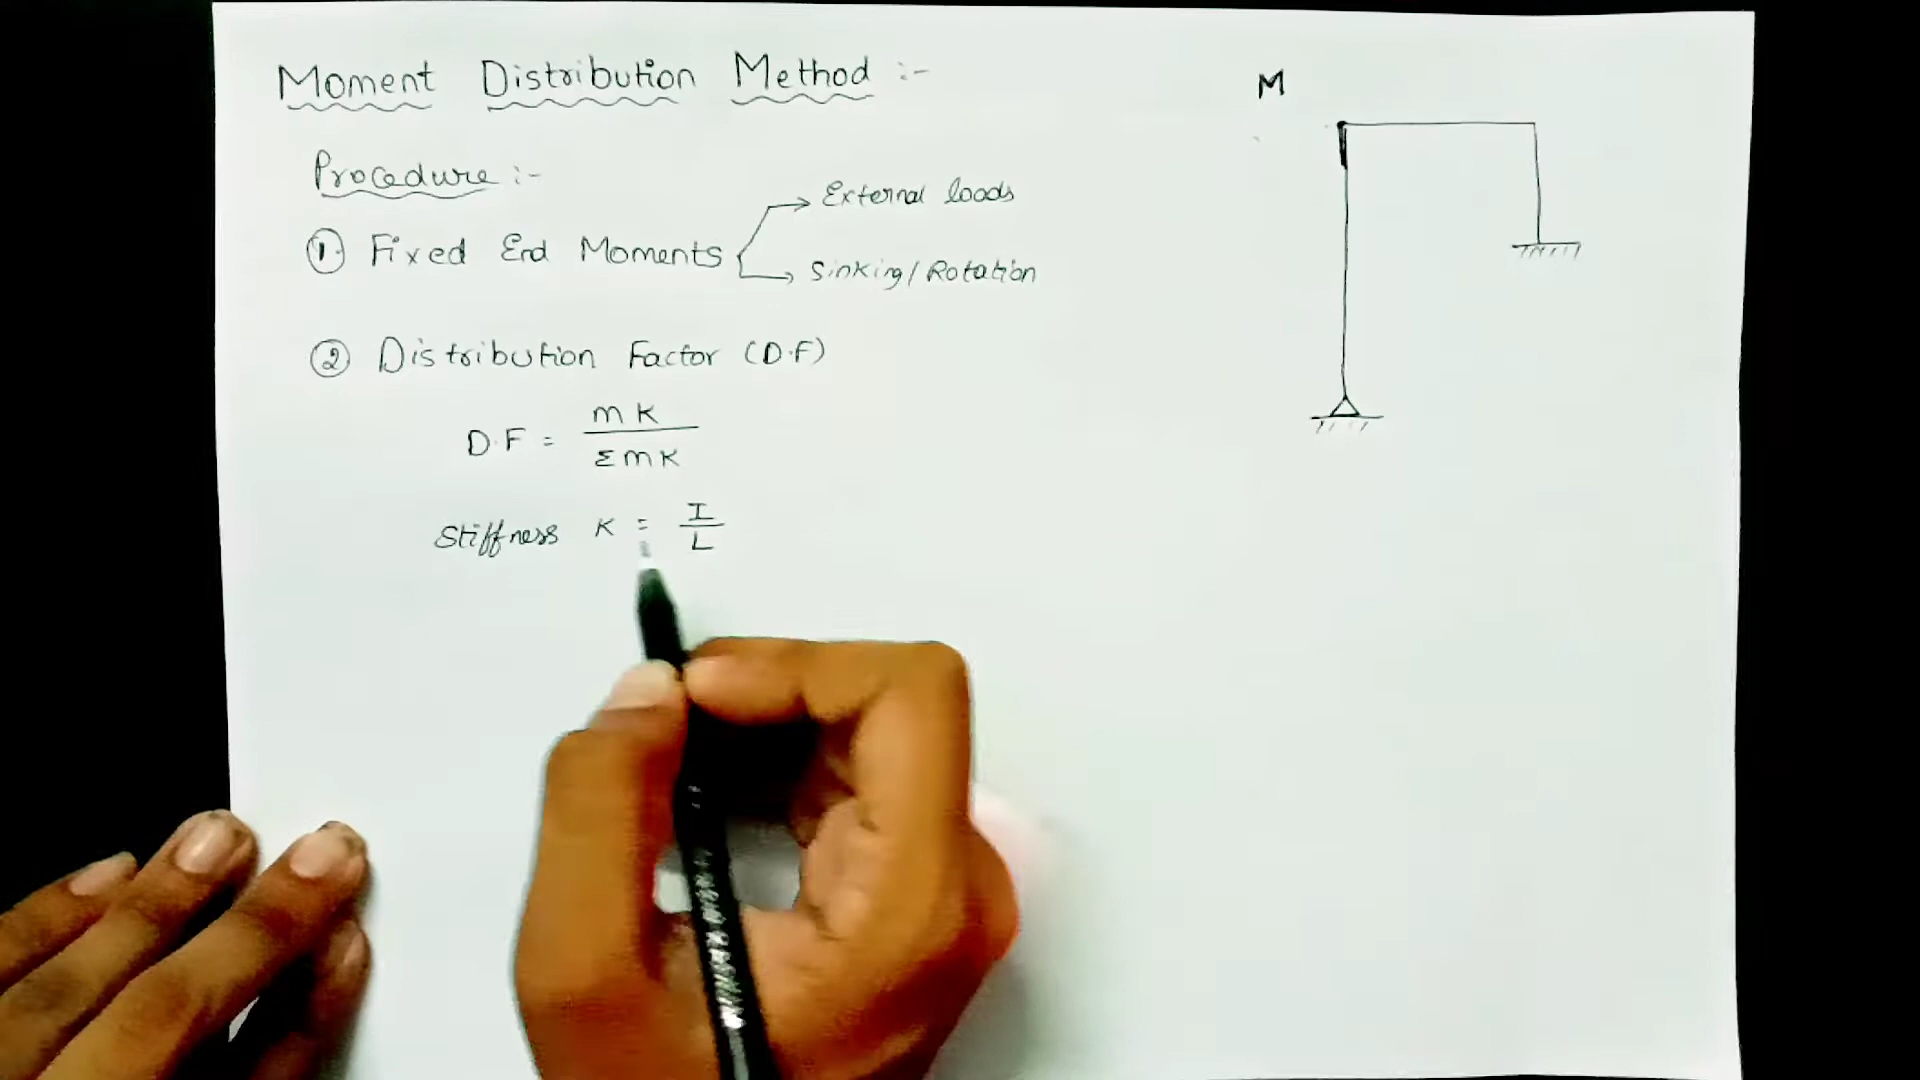 Moment Distribution Method :-
M
Procedure :-
External loads
① Fixed End Moments
Sinking/Rotation
② Distribution Factor (D.F)
D.F = mK / ΣmK
Stiffness K = I / L